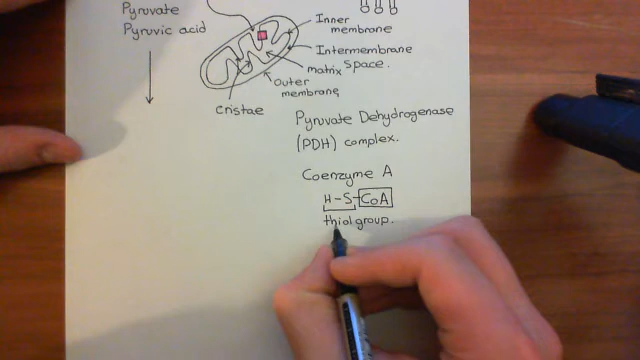 Pyruvate
Pyruvic acid
Inner
membrane
Intermembrane
space.
matrix
Outer
membrane
cristae
Pyruvate Dehydrogenase
(PDH) complex.
Coenzyme A
H-S-CoA
thiol group.